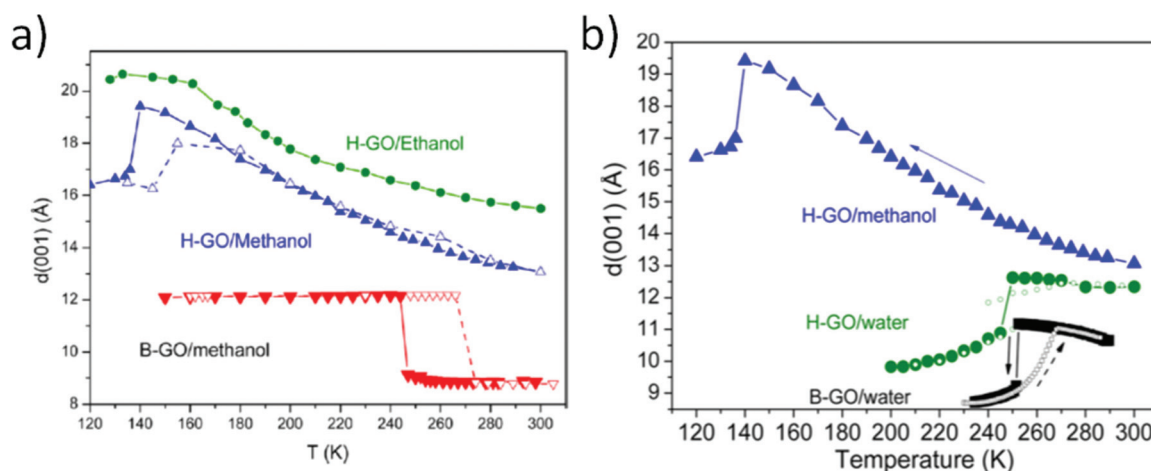 a)
d(001) (Å)
20
18
16
14
12
10
8
H-GO/Ethanol
H-GO/Methanol
B-GO/methanol
120 140 160 180 200 220 240 260 280 300
T (K)
b)
d(001) (Å)
20
19
18
17
16
15
14
13
12
11
10
9
H-GO/methanol
H-GO/water
B-GO/water
120 140 160 180 200 220 240 260 280 300
Temperature (K)